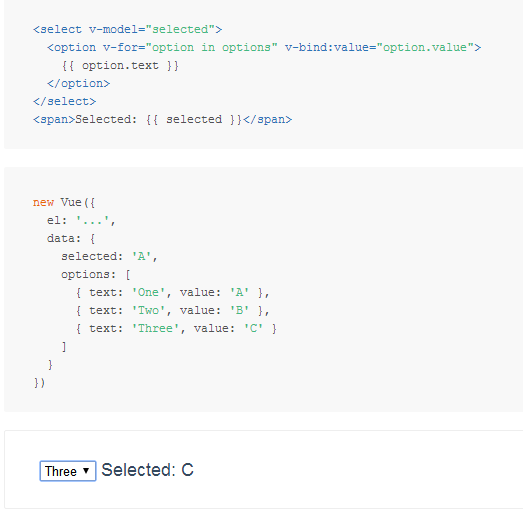 <select v-model="selected">
  <option v-for="option in options" v-bind:value="option.value">
    {{ option.text }}
  </option>
</select>
<span>Selected: {{ selected }}</span>
new Vue({
  el: '...',
  data: {
    selected: 'A',
    options: [
      { text: 'One', value: 'A' },
      { text: 'Two', value: 'B' },
      { text: 'Three', value: 'C' }
    ]
  }
})
Three ▼ Selected: C